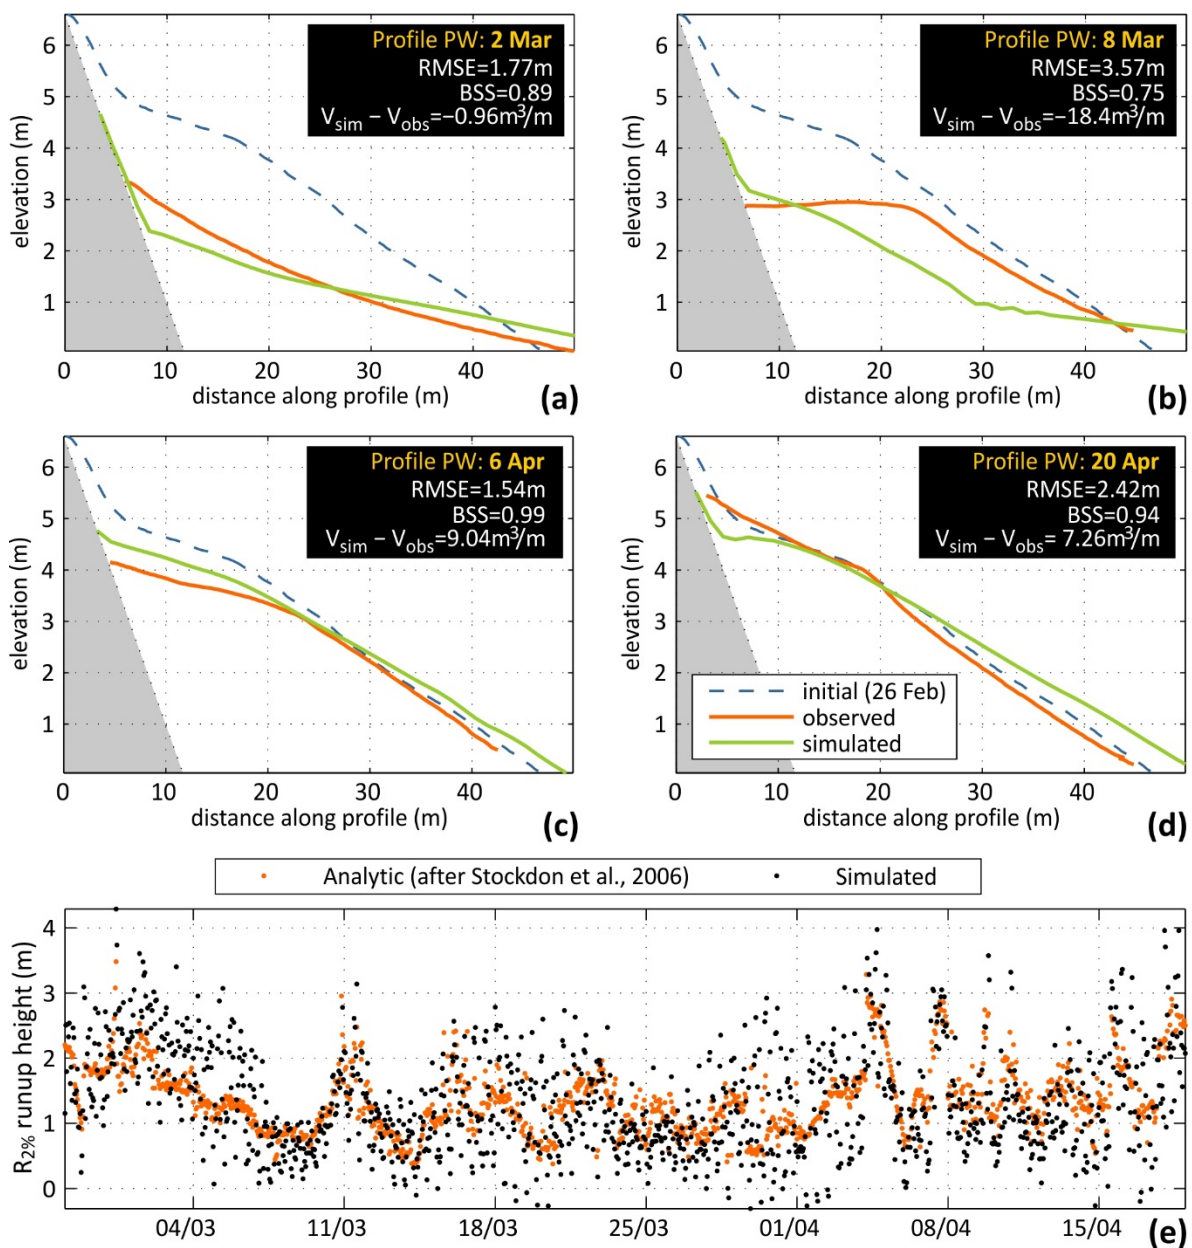 Profile PW: 2 Mar
RMSE=1.77m
BSS=0.89
Vsim − Vobs=−0.96m³/m
elevation (m)
6
5
4
3
2
1
0
10
20
30
40
distance along profile (m)
(a)
Profile PW: 8 Mar
RMSE=3.57m
BSS=0.75
Vsim − Vobs=−18.4m³/m
elevation (m)
6
5
4
3
2
1
0
10
20
30
40
distance along profile (m)
(b)
Profile PW: 6 Apr
RMSE=1.54m
BSS=0.99
Vsim − Vobs=9.04m³/m
elevation (m)
6
5
4
3
2
1
0
10
20
30
40
distance along profile (m)
(c)
Profile PW: 20 Apr
RMSE=2.42m
BSS=0.94
Vsim − Vobs= 7.26m³/m
initial (26 Feb)
observed
simulated
elevation (m)
6
5
4
3
2
1
0
10
20
30
40
distance along profile (m)
(d)
Analytic (after Stockdon et al., 2006)
Simulated
R2% runup height (m)
4
3
2
1
0
04/03
11/03
18/03
25/03
01/04
08/04
15/04
(e)